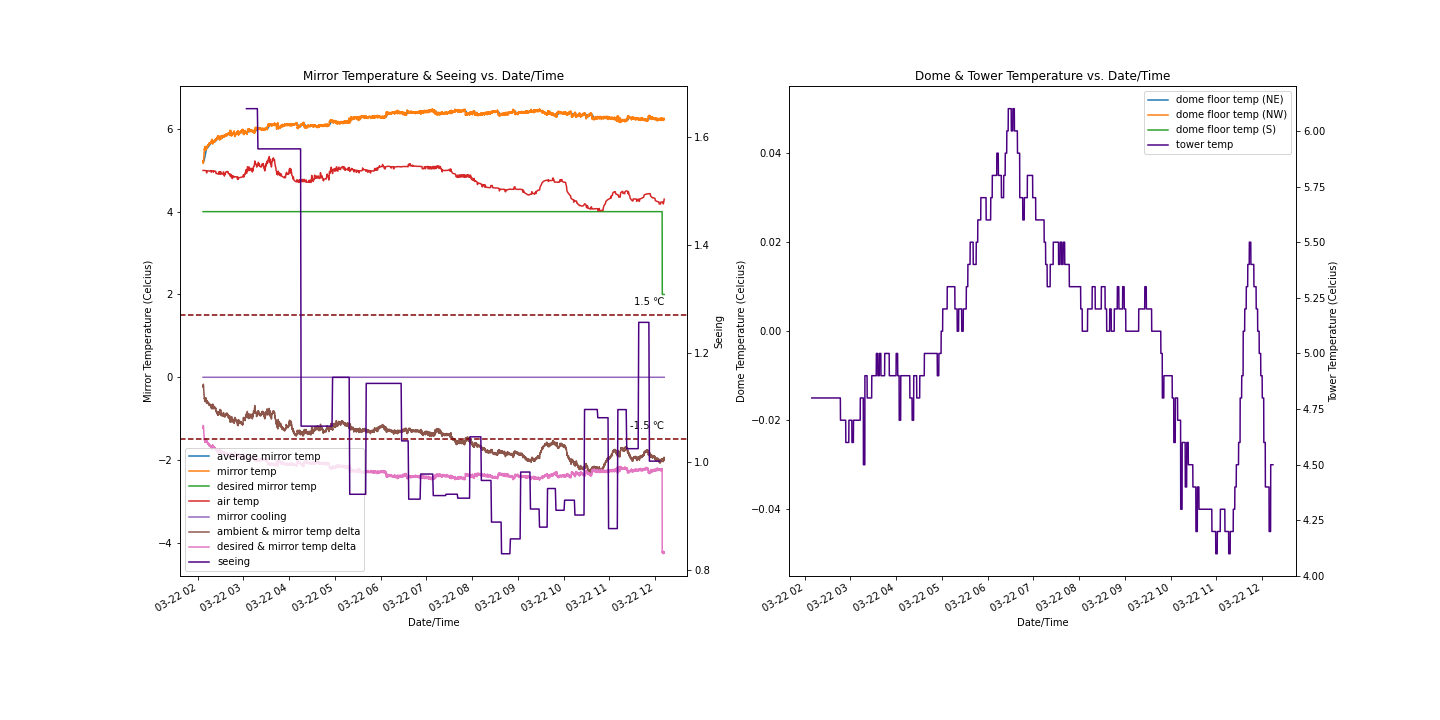 Mirror Temperature & Seeing vs. Date/Time
Mirror Temperature (Celcius)
6
4
2
0
−2
−4
1.6
1.4
1.2
1.0
0.8
Seeing
1.5 °C
-1.5 °C
average mirror temp
mirror temp
desired mirror temp
air temp
mirror cooling
ambient & mirror temp delta
desired & mirror temp delta
seeing
03-22 02
03-22 03
03-22 04
03-22 05
03-22 06
03-22 07
03-22 08
03-22 09
03-22 10
03-22 11
03-22 12
Date/Time
Dome & Tower Temperature vs. Date/Time
Dome Temperature (Celcius)
0.04
0.02
0.00
−0.02
−0.04
6.00
5.75
5.50
5.25
5.00
4.75
4.50
4.25
4.00
Tower Temperature (Celcius)
dome floor temp (NE)
dome floor temp (NW)
dome floor temp (S)
tower temp
03-22 02
03-22 03
03-22 04
03-22 05
03-22 06
03-22 07
03-22 08
03-22 09
03-22 10
03-22 11
03-22 12
Date/Time